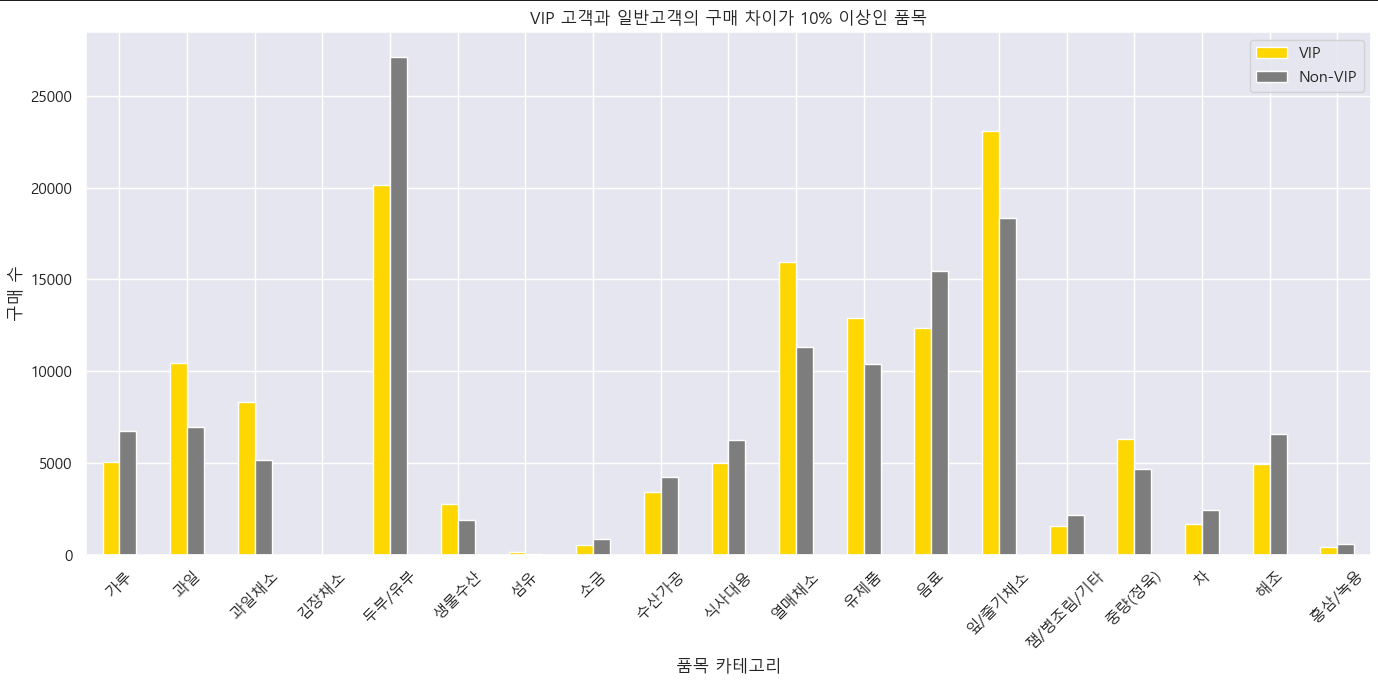 VIP 고객과 일반고객의 구매 차이가 10% 이상인 품목
VIP
Non-VIP
구매 수
25000
20000
15000
10000
5000
0
가루
과일
과일채소
김장채소
두부/유부
생물수산
섬유
소금
수산가공
식사대용
열매채소
유제품
음료
잎/줄기채소
잼/병조림/기타
중량(정육)
차
해조
홍삼/녹용
품목 카테고리